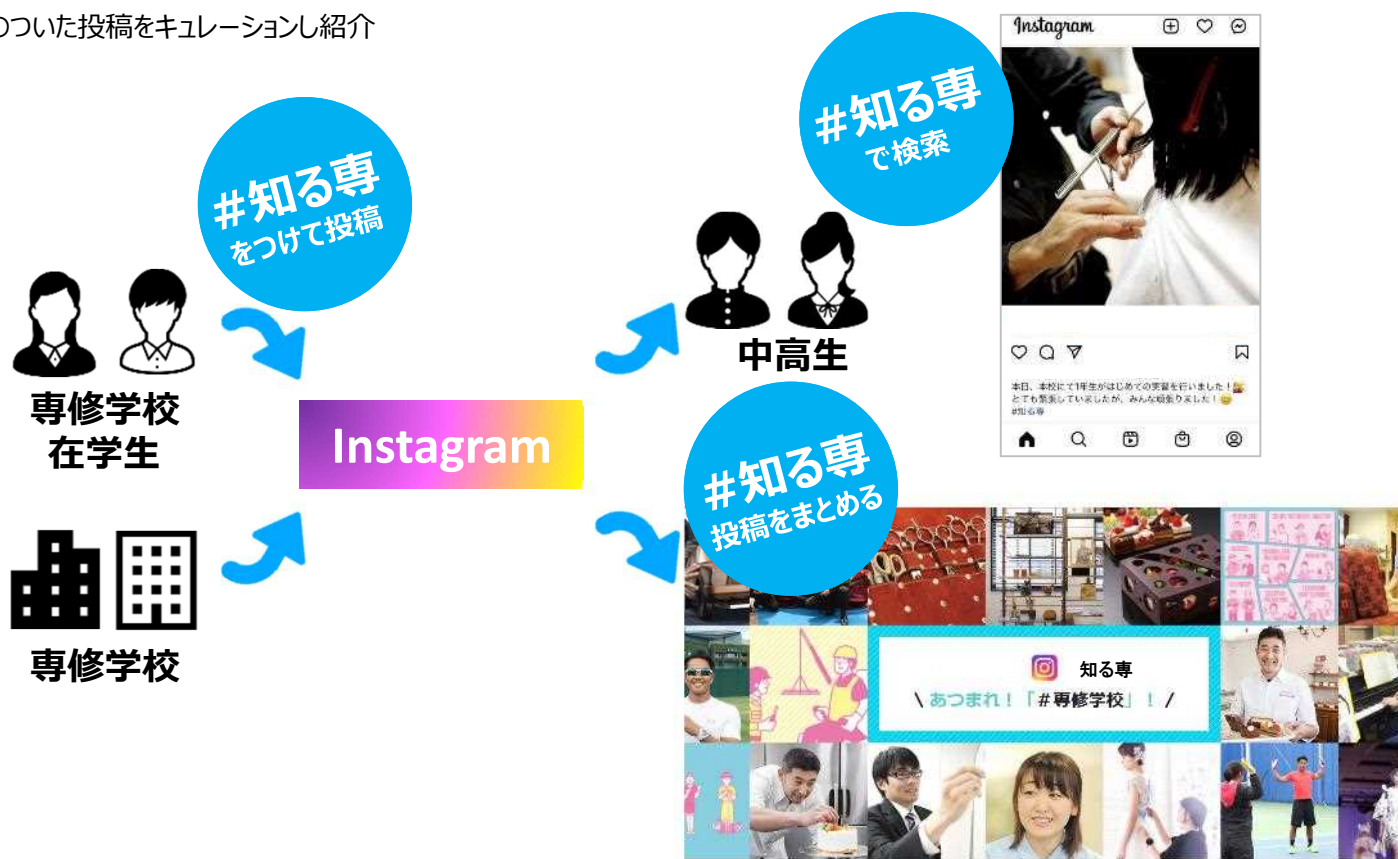 のついた投稿をキュレーションし紹介
#知る専
をつけて投稿
専修学校
在学生
専修学校
Instagram
#知る専
で検索
中高生
Instagram
本日、本校にて1年生がはじめての実習を行いました！
とても緊張していましたが、みんな頑張りました！
#知る専
#知る専
投稿をまとめる
知る専
\ あつまれ！「#専修学校」！ /